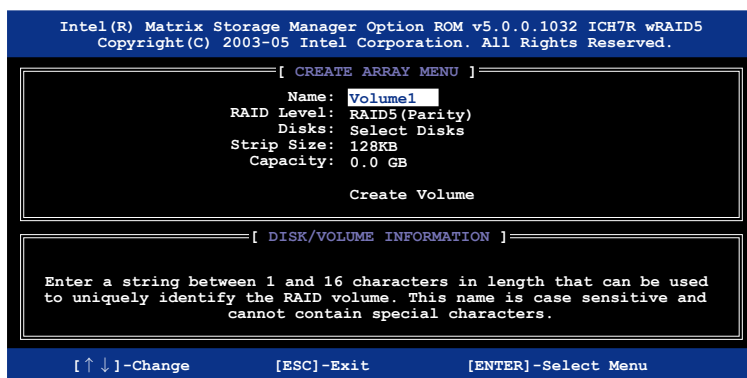 Intel(R) Matrix Storage Manager Option ROM v5.0.0.1032 ICH7R wRAID5
Copyright(C) 2003-05 Intel Corporation. All Rights Reserved.
[ CREATE ARRAY MENU ]
Name: Volume1
RAID Level: RAID5(Parity)
Disks: Select Disks
Strip Size: 128KB
Capacity: 0.0 GB
Create Volume
[ DISK/VOLUME INFORMATION ]
Enter a string between 1 and 16 characters in length that can be used
to uniquely identify the RAID volume. This name is case sensitive and
cannot contain special characters.
[↑↓]-Change [ESC]-Exit [ENTER]-Select Menu